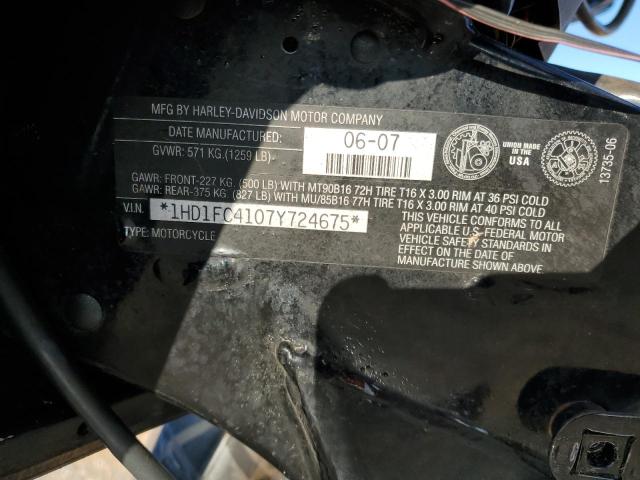 MFG BY HARLEY-DAVIDSON MOTOR COMPANY
DATE MANUFACTURED: 06-07
GVWR: 571 KG.(1259 LB)
UNION MADE IN THE USA
13735-06
GAWR: FRONT-227 KG. (500 LB) WITH MT90B16 72H TIRE T16 X 3.00 RIM AT 36 PSI COLD
GAWR: REAR-375 KG. (827 LB) WITH MU/85B16 77H TIRE T16 X 3.00 RIM AT 40 PSI COLD
V.I.N. *1HD1FC4107Y724675*
TYPE: MOTORCYCLE
THIS VEHICLE CONFORMS TO ALL
APPLICABLE U.S. FEDERAL MOTOR
VEHICLE SAFETY STANDARDS IN
EFFECT ON THE DATE OF
MANUFACTURE SHOWN ABOVE